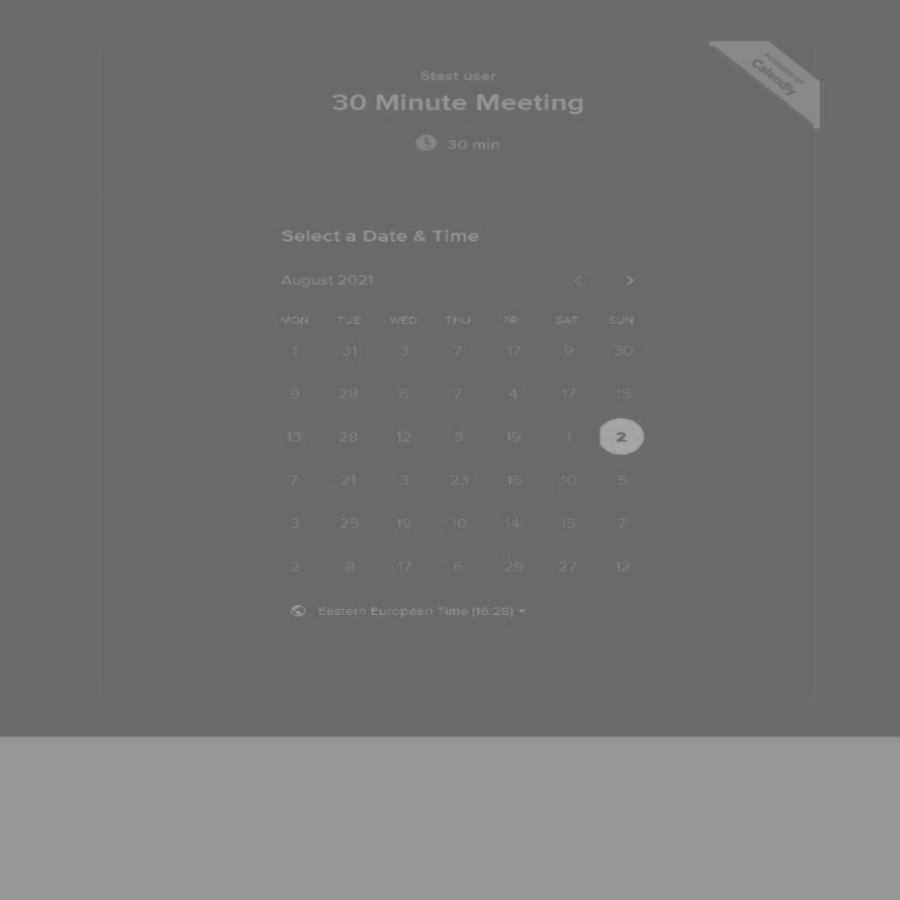 POWERED BY
Calendly
6test user
30 Minute Meeting
30 min
Select a Date & Time
August 2021
MON TUE WED THU FRI SAT SUN
1 31 3 7 17 9 30
9 28 6 7 4 17 15
13 28 12 3 19 1 2
7 21 3 23 16 10 5
3 25 19 10 14 15 7
2 8 17 6 29 27 12
Eastern European Time (16:28)